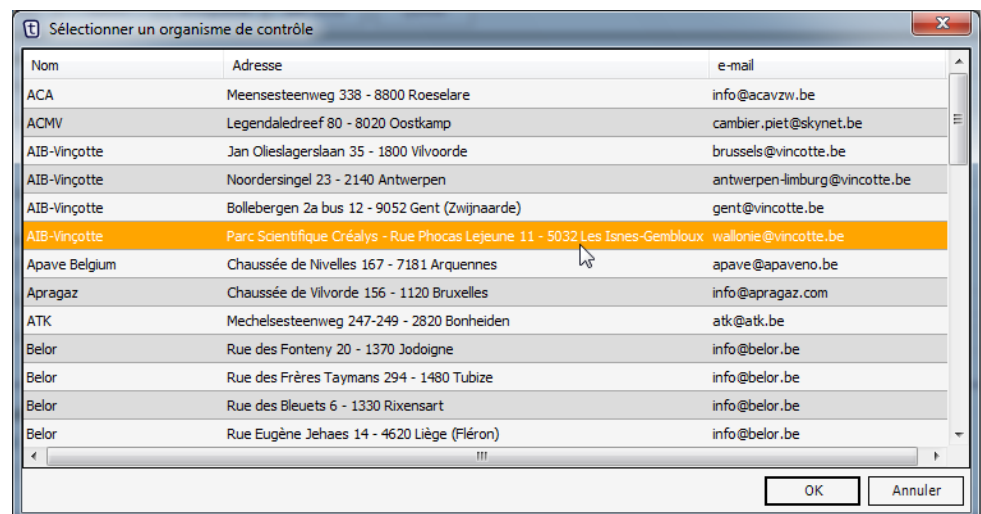 t Sélectionner un organisme de contrôle
Nom Adresse e-mail
ACA Meensesteenweg 338 - 8800 Roeselare info@acavzw.be
ACMV Legendaledreef 80 - 8020 Oostkamp cambier.piet@skynet.be
AIB-Vinçotte Jan Olieslagerslaan 35 - 1800 Vilvoorde brussels@vincotte.be
AIB-Vinçotte Noordersingel 23 - 2140 Antwerpen antwerpen-limburg@vincotte.be
AIB-Vinçotte Bollebergen 2a bus 12 - 9052 Gent (Zwijnaarde) gent@vincotte.be
AIB-Vinçotte Parc Scientifique Créalys - Rue Phocas Lejeune 11 - 5032 Les Isnes-Gembloux wallonie@vincotte.be
Apave Belgium Chaussée de Nivelles 167 - 7181 Arquennes apave@apaveno.be
Apragaz Chaussée de Vilvorde 156 - 1120 Bruxelles info@apragaz.com
ATK Mechelsesteenweg 247-249 - 2820 Bonheiden atk@atk.be
Belor Rue des Fonteny 20 - 1370 Jodoigne info@belor.be
Belor Rue des Frères Taymans 294 - 1480 Tubize info@belor.be
Belor Rue des Bleuets 6 - 1330 Rixensart info@belor.be
Belor Rue Eugène Jehaes 14 - 4620 Liège (Fléron) info@belor.be
OK Annuler